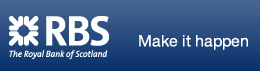 RBS
The Royal Bank of Scotland
Make it happen